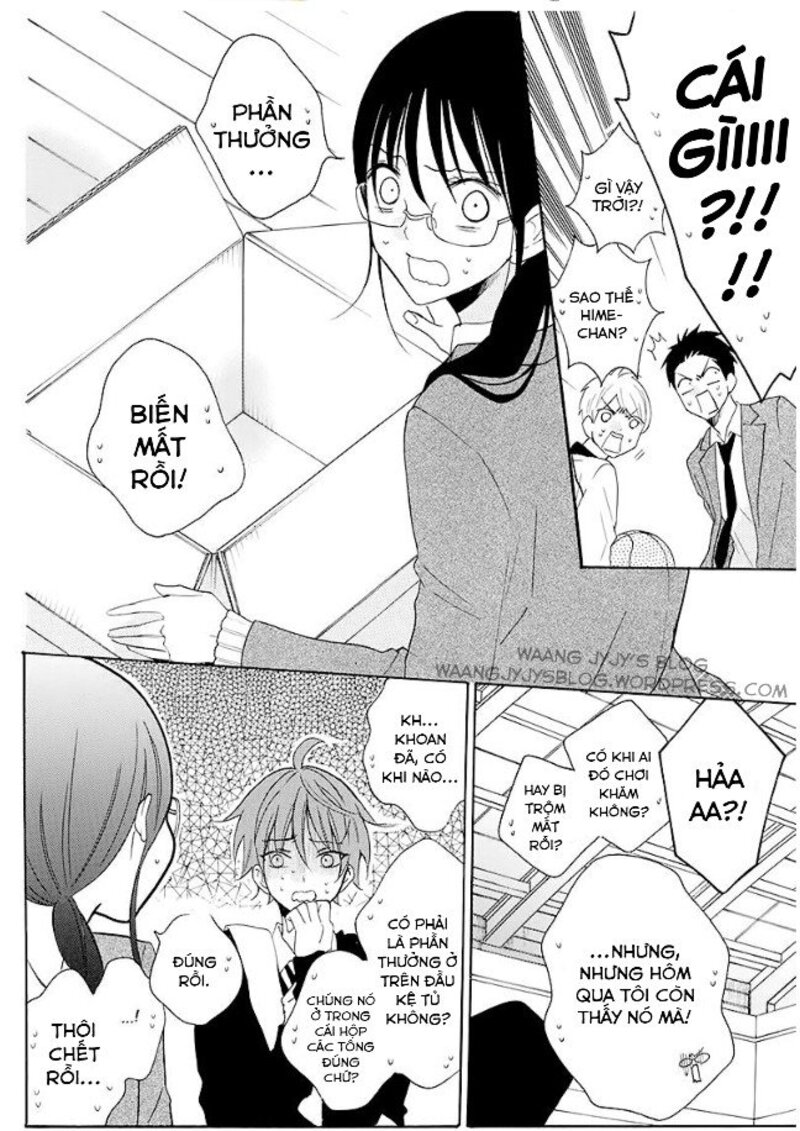 CÁI
GÌIIIII
?!!
!!
GÌ VẬY
TRỜI?!
SAO THẾ
HIME-
CHAN?
PHẦN
THƯỞNG
...
BIẾN
MẤT
RỒI!
WAANG JYJY'S BLOG
WAANGJYJYSBLOG.WORDPRESS.COM
HẢA
AA?!
CÓ KHI AI
ĐÓ CHƠI
KHĂM
KHÔNG?
HAY BỊ
TRỘM
MẤT
RỒI?
...NHƯNG,
NHƯNG HÔM
QUA TÔI CÒN
THẤY NÓ MÀ!
KH...
KHOAN
ĐÃ, CÓ
KHI NÀO...
CÓ PHẢI
LÀ PHẦN
THƯỞNG Ở
TRÊN ĐẦU
KỆ TỦ
KHÔNG?
CHÚNG NÓ
Ở TRONG
CÁI HỘP
CÁC TÔNG
ĐÚNG
CHỨ?
ĐÚNG
RỒI.
...!
THÔI
CHẾT
RỒI...